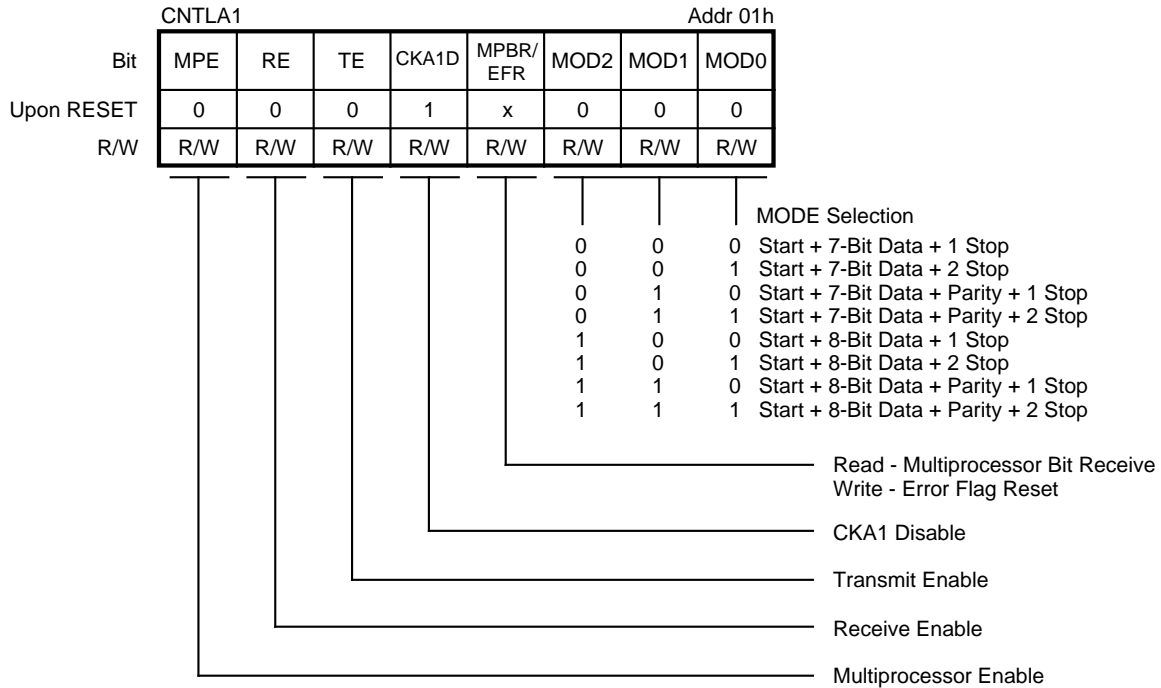 CNTLA1 Addr 01h
Bit MPE RE TE CKA1D MPBR/ EFR MOD2 MOD1 MOD0
Upon RESET 0 0 0 1 x 0 0 0
R/W R/W R/W R/W R/W R/W R/W R/W R/W
MODE Selection
0 0 0 Start + 7-Bit Data + 1 Stop
0 0 1 Start + 7-Bit Data + 2 Stop
0 1 0 Start + 7-Bit Data + Parity + 1 Stop
0 1 1 Start + 7-Bit Data + Parity + 2 Stop
1 0 0 Start + 8-Bit Data + 1 Stop
1 0 1 Start + 8-Bit Data + 2 Stop
1 1 0 Start + 8-Bit Data + Parity + 1 Stop
1 1 1 Start + 8-Bit Data + Parity + 2 Stop
Read - Multiprocessor Bit Receive
Write - Error Flag Reset
CKA1 Disable
Transmit Enable
Receive Enable
Multiprocessor Enable